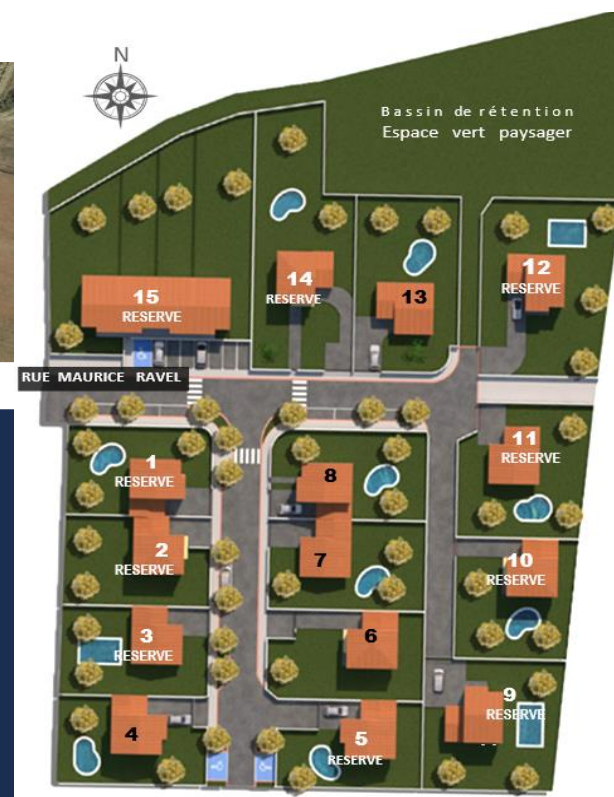 N
Bassin de rétention
Espace vert paysager
15
RESERVE
14
RESERVE
13
12
RESERVE
RUE MAURICE RAVEL
1
RESERVE
2
RESERVE
3
RESERVE
4
8
7
6
5
RESERVE
11
RESERVE
10
RESERVE
9
RESERVE